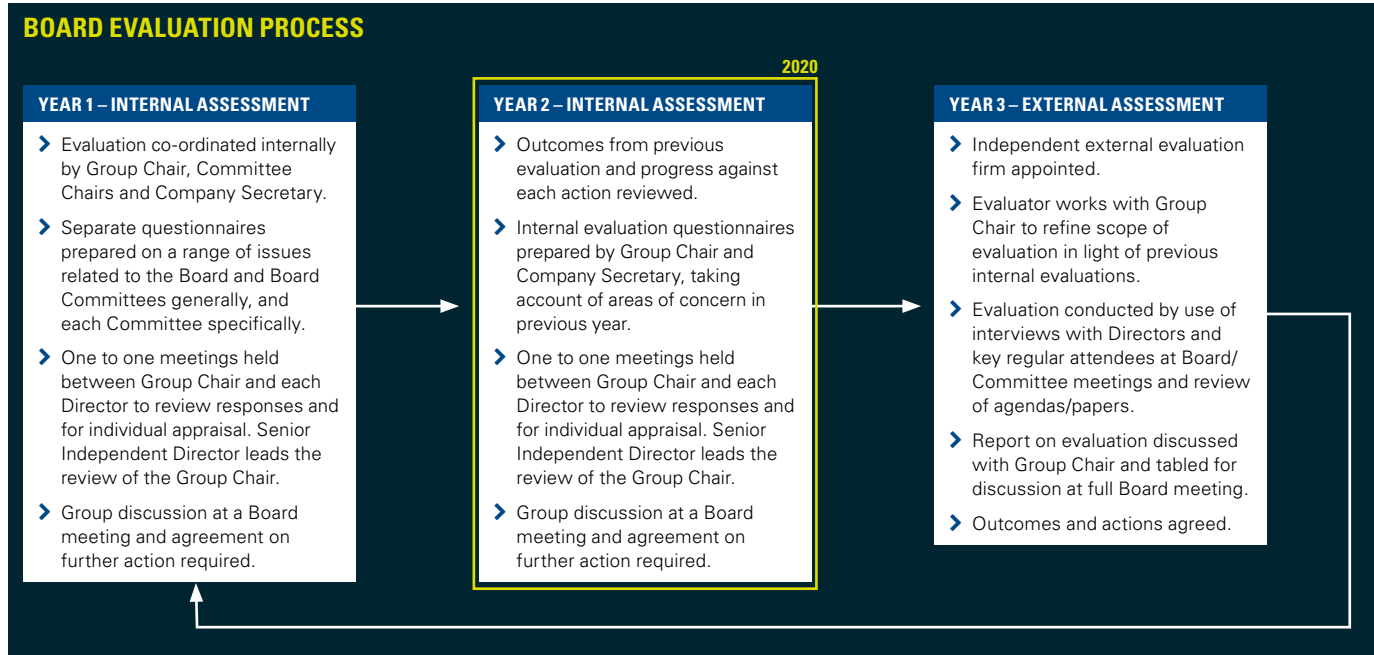 BOARD EVALUATION PROCESS
2020
YEAR 1 – INTERNAL ASSESSMENT
Evaluation co-ordinated internally
by Group Chair, Committee
Chairs and Company Secretary.
Separate questionnaires
prepared on a range of issues
related to the Board and Board
Committees generally, and
each Committee specifically.
One to one meetings held
between Group Chair and each
Director to review responses and
for individual appraisal. Senior
Independent Director leads the
review of the Group Chair.
Group discussion at a Board
meeting and agreement on
further action required.
YEAR 2 – INTERNAL ASSESSMENT
Outcomes from previous
evaluation and progress against
each action reviewed.
Internal evaluation questionnaires
prepared by Group Chair and
Company Secretary, taking
account of areas of concern in
previous year.
One to one meetings held
between Group Chair and each
Director to review responses and
for individual appraisal. Senior
Independent Director leads the
review of the Group Chair.
Group discussion at a Board
meeting and agreement on
further action required.
YEAR 3 – EXTERNAL ASSESSMENT
Independent external evaluation
firm appointed.
Evaluator works with Group
Chair to refine scope of
evaluation in light of previous
internal evaluations.
Evaluation conducted by use of
interviews with Directors and
key regular attendees at Board/
Committee meetings and review
of agendas/papers.
Report on evaluation discussed
with Group Chair and tabled for
discussion at full Board meeting.
Outcomes and actions agreed.